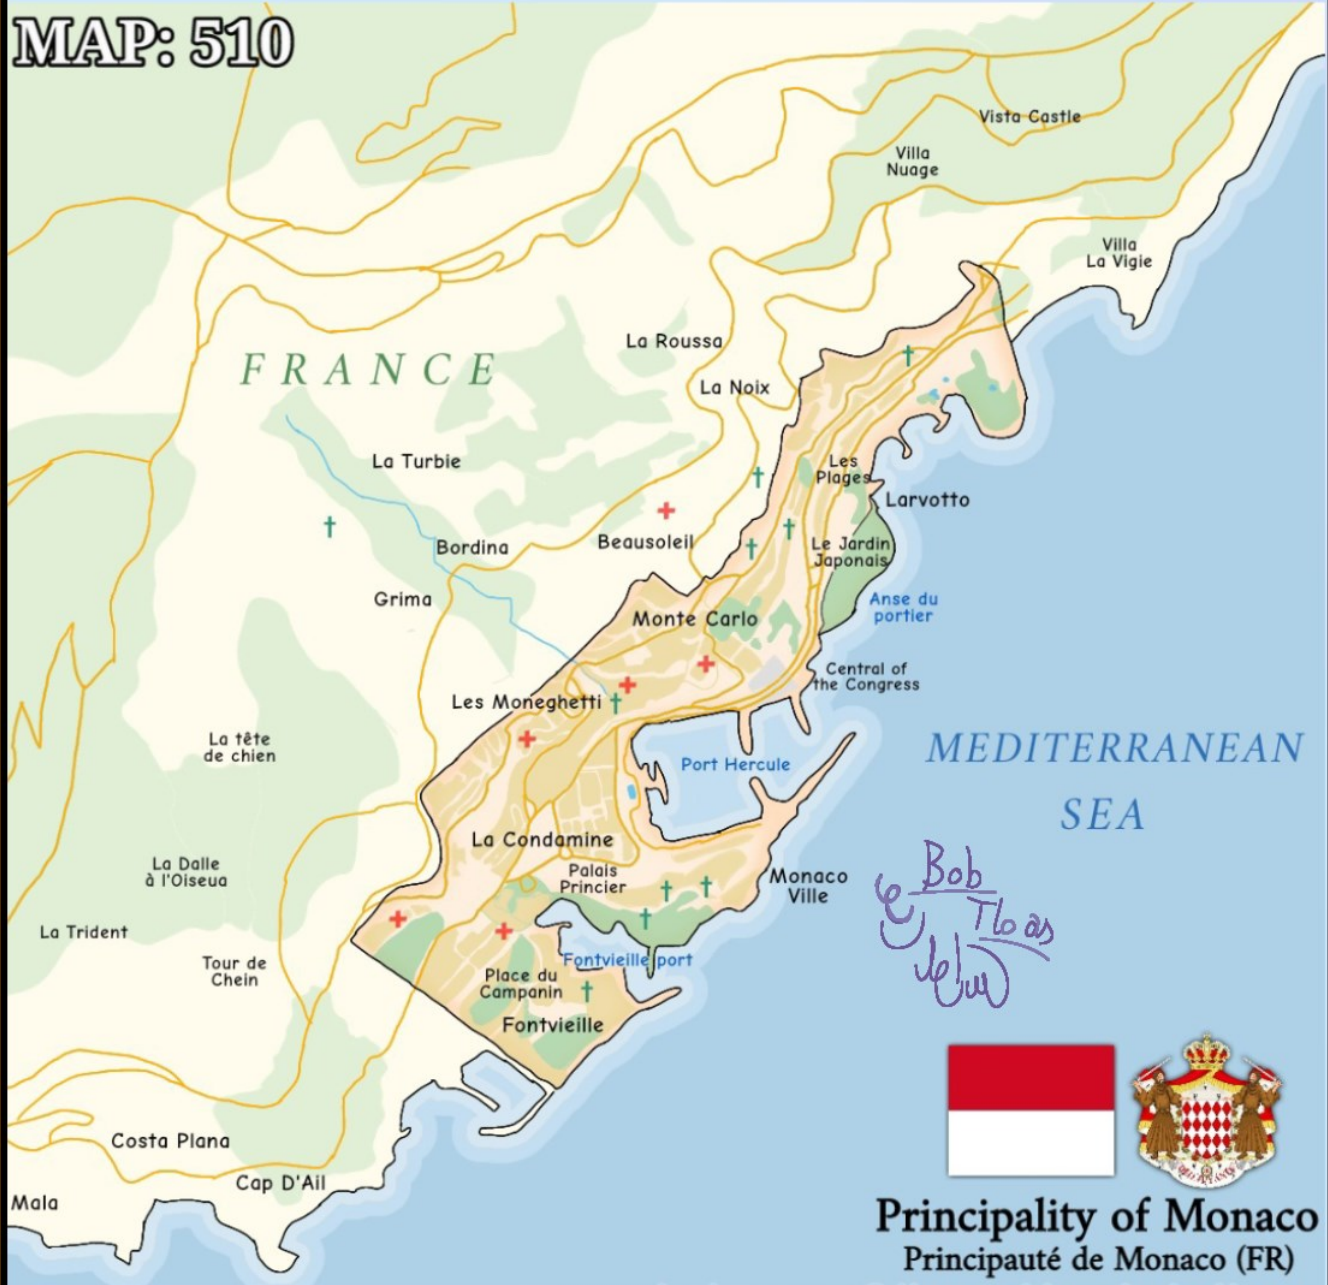 MAP: 510
Vista Castle
Villa
Nuage
Villa
La Vigie
La Roussa
FRANCE
La Noix
La Turbie
Les
Plages
Larvotto
Bordina
Beausoleil
Le Jardin
Japonais
Grima
Anse du
portier
Monte Carlo
Central of
the Congress
Les Moneghetti
La tête
de chien
MEDITERRANEAN
SEA
Port Hercule
La Condamine
La Dalle
à l'Oiseua
Palais
Princier
Monaco
Ville
Bob
La Trident
Tour de
Chein
Fontvieille port
Place du
Campanin
Fontvieille
Costa Plana
Cap D'Ail
Mala
Principality of Monaco
Principauté de Monaco (FR)